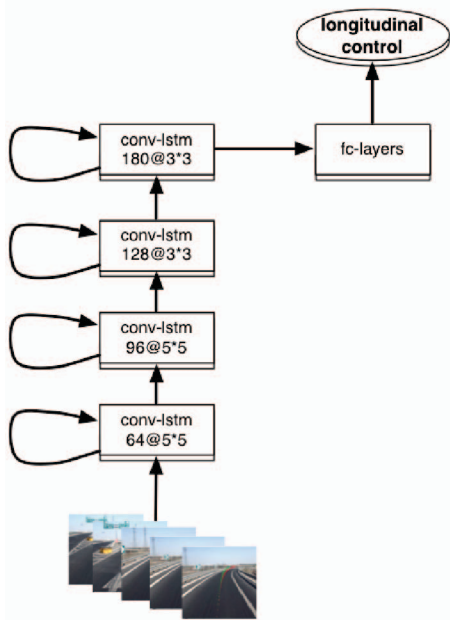 longitudinal
control
conv-lstm
180@3*3
fc-layers
conv-lstm
128@3*3
conv-lstm
96@5*5
conv-lstm
64@5*5